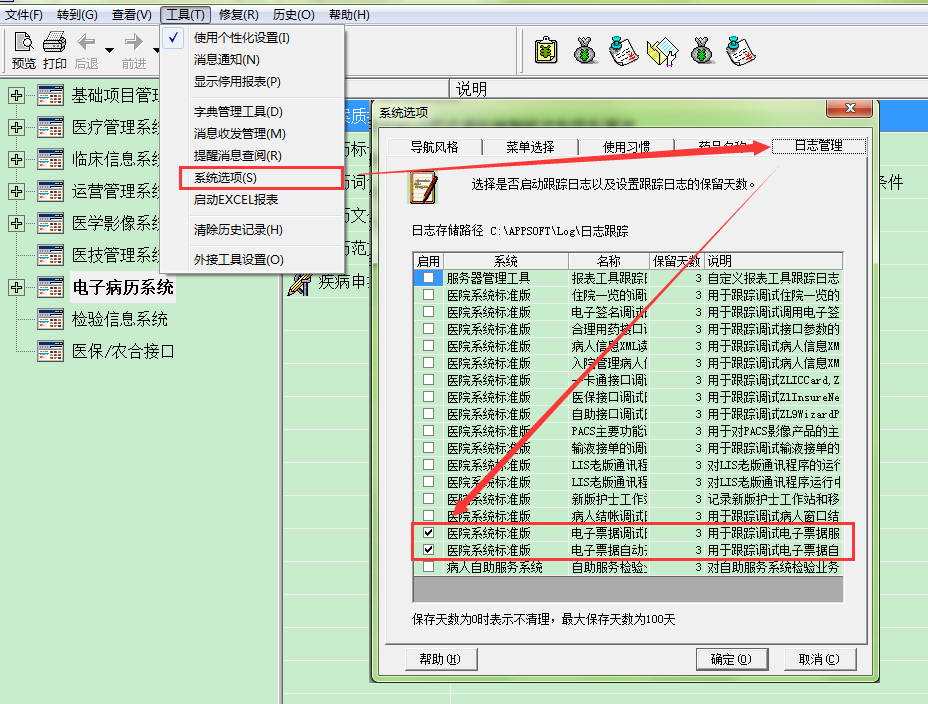 文件(F) 转到(G) 查看(V) 工具(T) 修复(R) 历史(O) 帮助(H)
预览 打印 后退 前进
使用个性化设置(I)
消息通知(N)
显示停用报表(P)
字典管理工具(D)
消息收发管理(M)
提醒消息查阅(R)
系统选项(S)
启动EXCEL报表
清除历史记录(H)
外接工具设置(O)
基础项目管理
医疗管理系统
临床信息系统
运营管理系统
医学影像系统
医技管理系统
电子病历系统
检验信息系统
医保/农合接口
说明
疾病申
条件
系统选项
导航风格 菜单选择 使用习惯 药品名称 日志管理
选择是否启动跟踪日志以及设置跟踪日志的保留天数。
日志存储路径 C:\APPSOFT\Log\日志跟踪
启用 系统 名称 保留天数 说明
服务器管理工具 报表工具跟踪 3 自定义报表工具跟踪日志
医院系统标准版 住院一览的调 3 用于跟踪调试住院一览的
医院系统标准版 电子签名调试 3 用于跟踪调试调用电子签
医院系统标准版 合理用药接口 3 用于跟踪调试接口参数的
医院系统标准版 病人信息XML读 3 用于跟踪调试病人信息XM
医院系统标准版 入院管理病人 3 用于跟踪调试病人信息XM
医院系统标准版 一卡通接口调 3 用于跟踪调试ZLICCard,Z
医院系统标准版 医保接口调试 3 用于跟踪调试ZlInsureNe
医院系统标准版 自助接口调试 3 用于跟踪调试ZL9WizardP
医院系统标准版 PACS主要功能 3 用于对PACS影像产品的主
医院系统标准版 输液接单的调 3 用于跟踪调试输液接单的
医院系统标准版 LIS老版通讯程 3 对LIS老版通讯程序的运行
医院系统标准版 LIS老版通讯程 3 对LIS老版通讯程序运行中
医院系统标准版 新版护士工作 3 记录新版护士工作站和移
医院系统标准版 病人结帐调试 3 用于跟踪调试病人窗口结
医院系统标准版 电子票据调试 3 用于跟踪调试电子票据服
医院系统标准版 电子票据自动 3 用于跟踪调试电子票据自
病人自助服务系统 自助服务检验 3 对自助服务系统检验业务
保存天数为0时表示不清理，最大保存天数为100天
帮助(H) 确定(O) 取消(C)